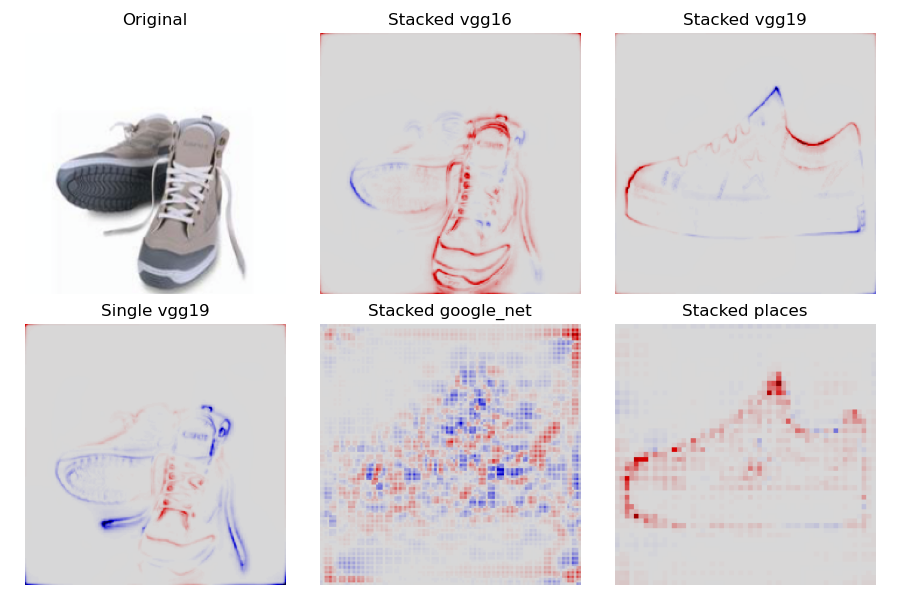 Original
Stacked vgg16
Stacked vgg19
Single vgg19
Stacked google_net
Stacked places